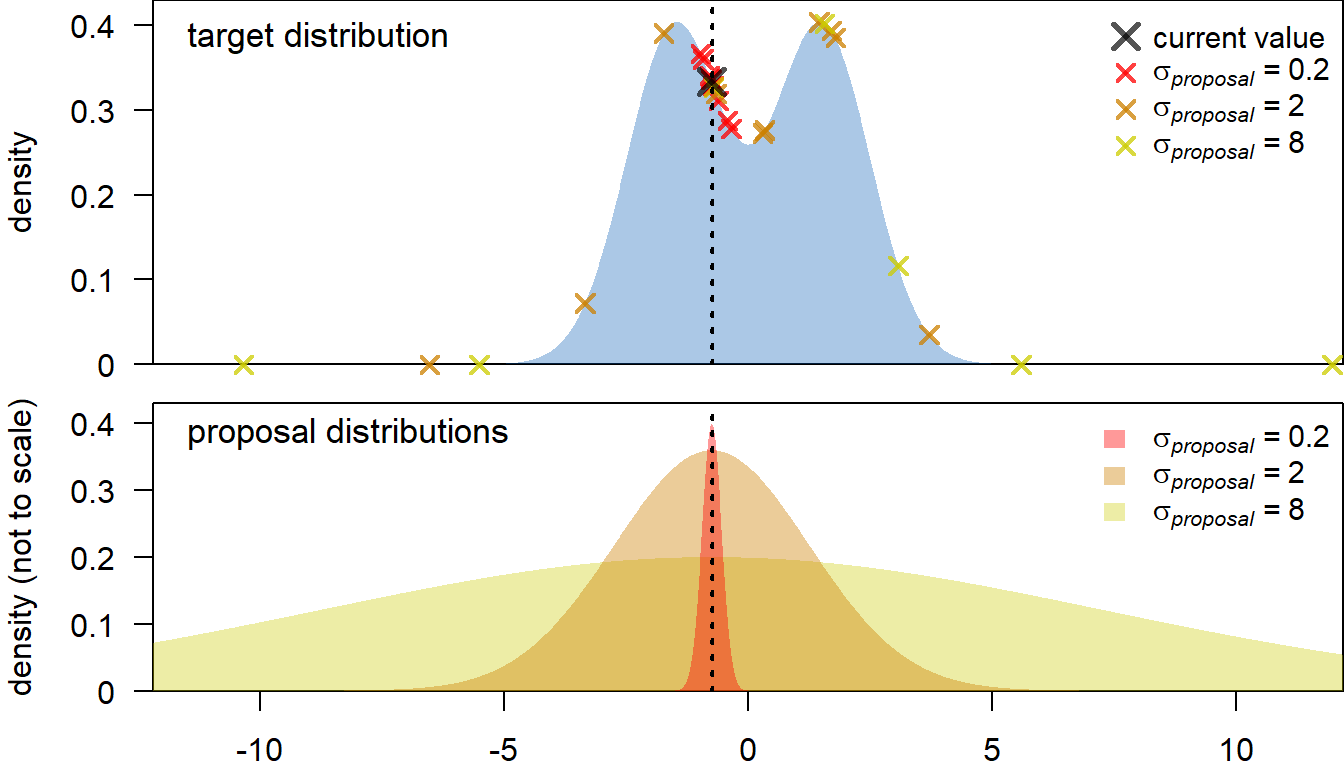 target distribution
current value
σproposal = 0.2
σproposal = 2
σproposal = 8
density
0.4
0.3
0.2
0.1
0
proposal distributions
σproposal = 0.2
σproposal = 2
σproposal = 8
density (not to scale)
0.4
0.3
0.2
0.1
0
-10
-5
0
5
10